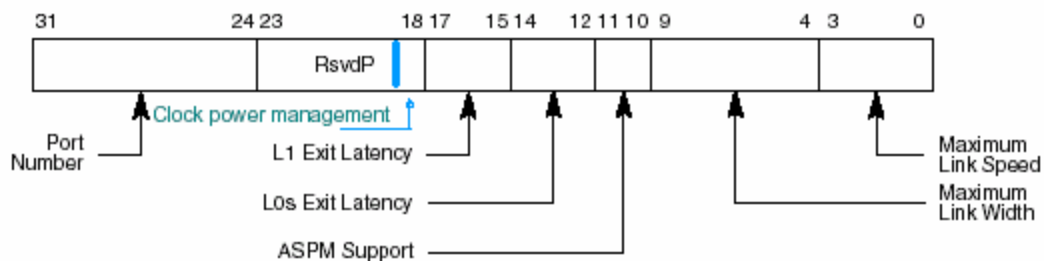 31 24 23 18 17 15 14 12 11 10 9 4 3 0
RsvdP
Clock power management
Port
Number
L1 Exit Latency
Maximum
Link Speed
L0s Exit Latency
Maximum
Link Width
ASPM Support